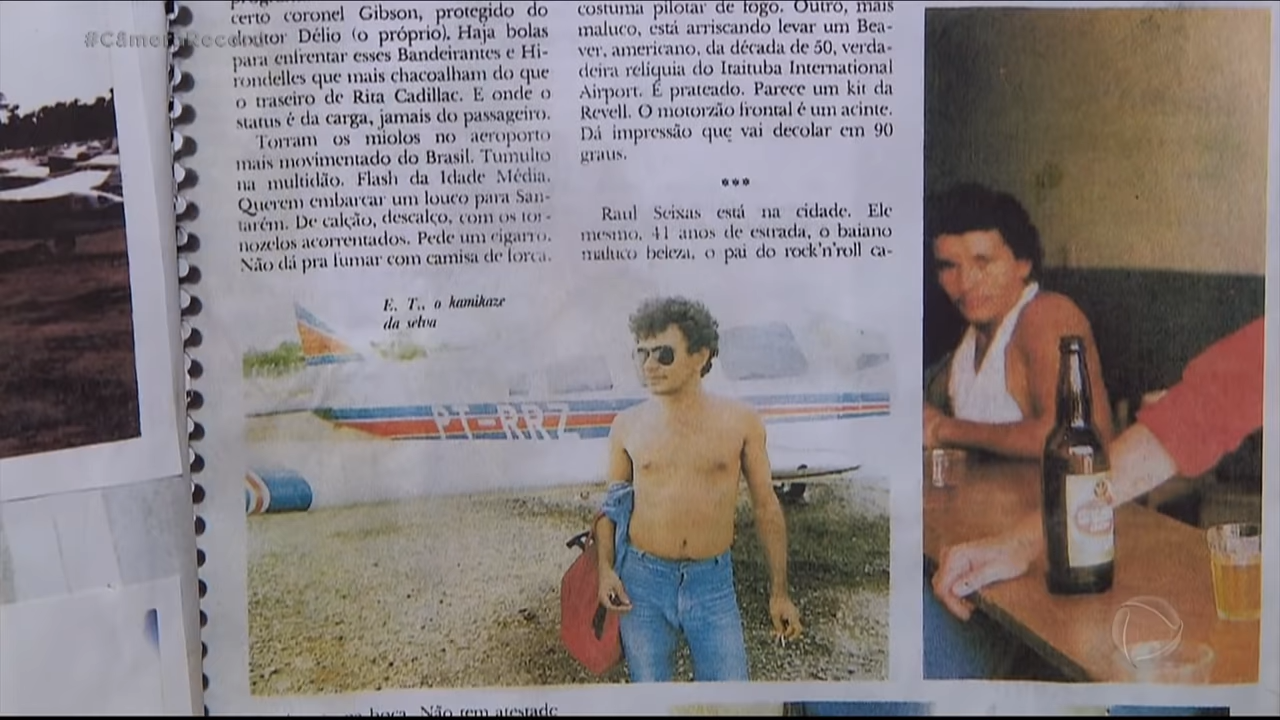 #CâmeraRecord
certo coronel Gibson, protegido do
doutor Délio (o próprio). Haja bolas
para enfrentar esses Bandeirantes e Hi-
rondelles que mais chacoalham do que
o traseiro de Rita Cadillac. E onde o
status é da carga, jamais do passageiro.
Torram os miolos no aeroporto
mais movimentado do Brasil. Tumulto
na multidão. Flash da Idade Média.
Querem embarcar um louco para San-
tarém. De calção, descalço, com os tor-
nozelos acorrentados. Pede um cigarro.
Não dá pra fumar com camisa de força.
costuma pilotar de fogo. Outro, mais
maluco, está arriscando levar um Bea-
ver, americano, da década de 50, verda-
deira relíquia do Itaituba International
Airport. É prateado. Parece um kit da
Revell. O motorzão frontal é um acinte.
Dá impressão que vai decolar em 90
graus.
***
Raul Seixas está na cidade. Ele
mesmo, 41 anos de estrada, o baiano
maluco beleza, o pai do rock'n'roll ca-
E. T., o kamikaze
da selva
PT-RRZ
na boca. Não tem atestado